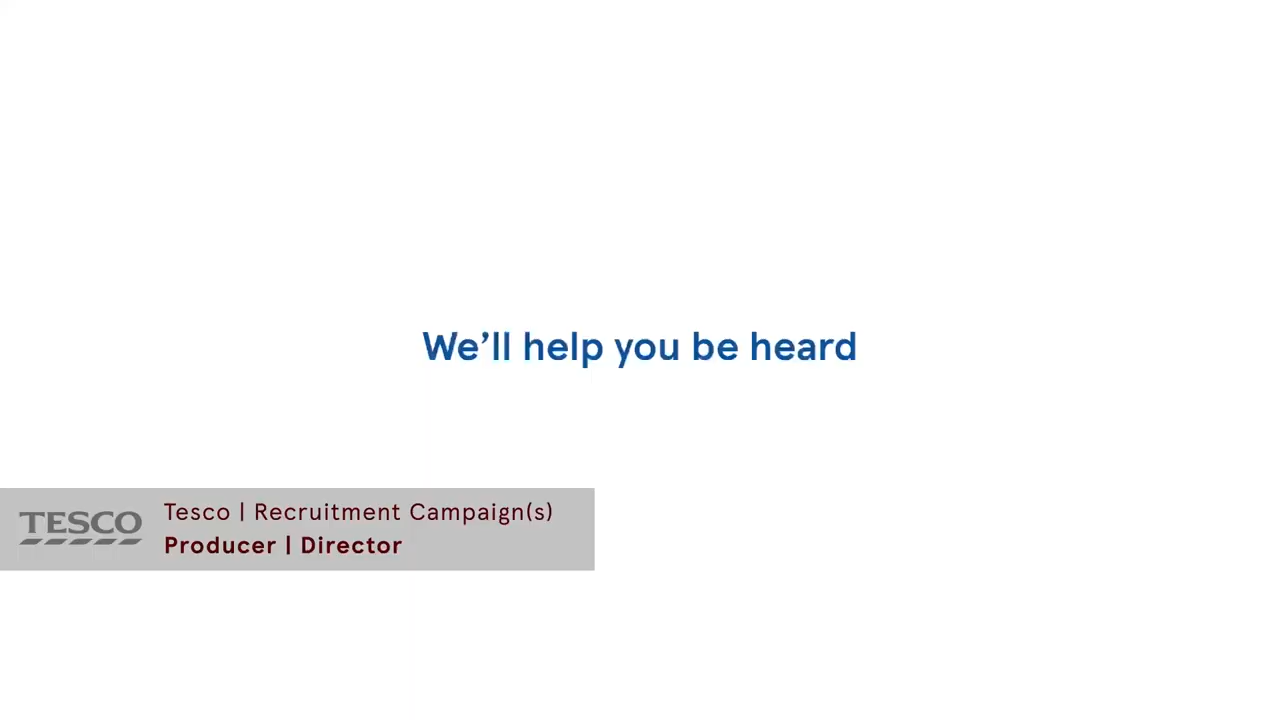 We’ll help you be heard
TESCO
Tesco | Recruitment Campaign(s)
Producer | Director